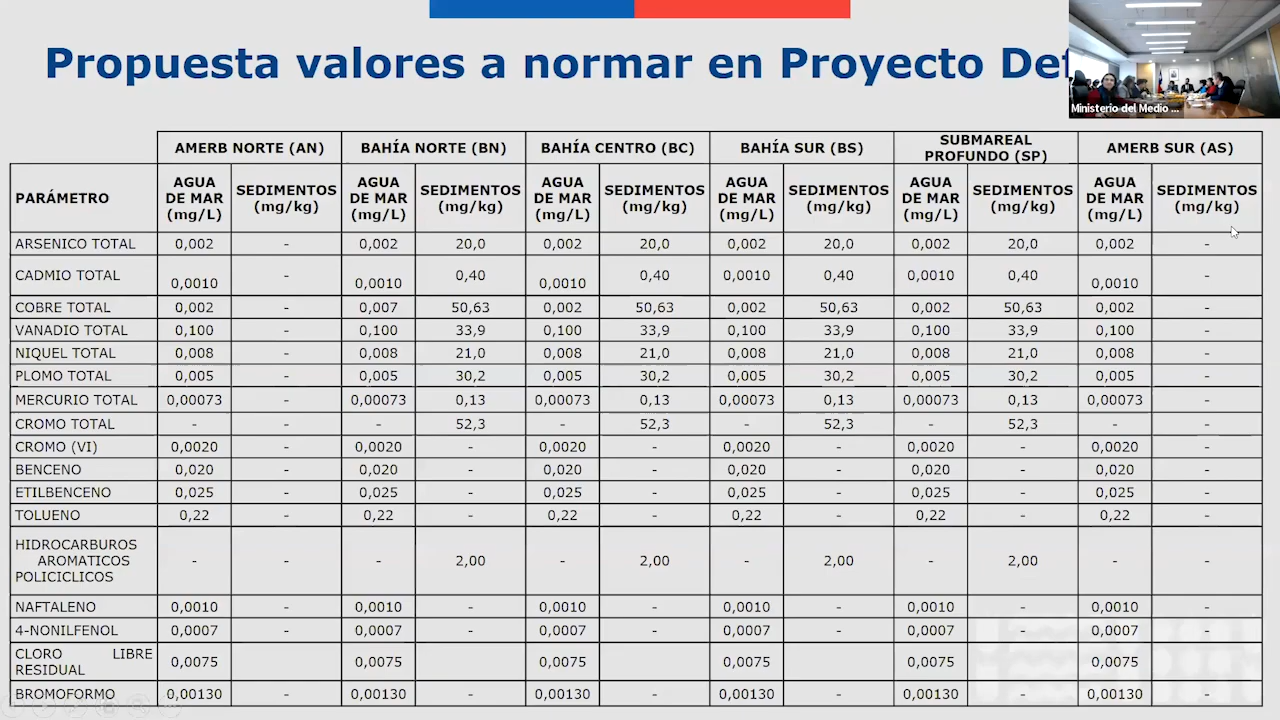 Propuesta valores a normar en Proyecto
Ministerio del Medio ...
AMERB NORTE (AN) BAHÍA NORTE (BN) BAHÍA CENTRO (BC) BAHÍA SUR (BS) SUBMAREAL PROFUNDO (SP) AMERB SUR (AS)
PARÁMETRO AGUA DE MAR (mg/L) SEDIMENTOS (mg/kg) AGUA DE MAR (mg/L) SEDIMENTOS (mg/kg) AGUA DE MAR (mg/L) SEDIMENTOS (mg/kg) AGUA DE MAR (mg/L) SEDIMENTOS (mg/kg) AGUA DE MAR (mg/L) SEDIMENTOS (mg/kg) AGUA DE MAR (mg/L) SEDIMENTOS (mg/kg)
ARSENICO TOTAL 0,002 - 0,002 20,0 0,002 20,0 0,002 20,0 0,002 20,0 0,002 -
CADMIO TOTAL 0,0010 - 0,0010 0,40 0,0010 0,40 0,0010 0,40 0,0010 0,40 0,0010 -
COBRE TOTAL 0,002 - 0,007 50,63 0,002 50,63 0,002 50,63 0,002 50,63 0,002 -
VANADIO TOTAL 0,100 - 0,100 33,9 0,100 33,9 0,100 33,9 0,100 33,9 0,100 -
NIQUEL TOTAL 0,008 - 0,008 21,0 0,008 21,0 0,008 21,0 0,008 21,0 0,008 -
PLOMO TOTAL 0,005 - 0,005 30,2 0,005 30,2 0,005 30,2 0,005 30,2 0,005 -
MERCURIO TOTAL 0,00073 - 0,00073 0,13 0,00073 0,13 0,00073 0,13 0,00073 0,13 0,00073 -
CROMO TOTAL - - - 52,3 - 52,3 - 52,3 - 52,3 - -
CROMO (VI) 0,0020 - 0,0020 - 0,0020 - 0,0020 - 0,0020 - 0,0020 -
BENCENO 0,020 - 0,020 - 0,020 - 0,020 - 0,020 - 0,020 -
ETILBENCENO 0,025 - 0,025 - 0,025 - 0,025 - 0,025 - 0,025 -
TOLUENO 0,22 - 0,22 - 0,22 - 0,22 - 0,22 - 0,22 -
HIDROCARBUROS AROMATICOS POLICICLICOS - - - 2,00 - 2,00 - 2,00 - 2,00 - -
NAFTALENO 0,0010 - 0,0010 - 0,0010 - 0,0010 - 0,0010 - 0,0010 -
4-NONILFENOL 0,0007 - 0,0007 - 0,0007 - 0,0007 - 0,0007 - 0,0007 -
CLORO LIBRE RESIDUAL 0,0075 0,0075 0,0075 0,0075 0,0075 0,0075
BROMOFORMO 0,00130 - 0,00130 - 0,00130 - 0,00130 - 0,00130 - 0,00130 -